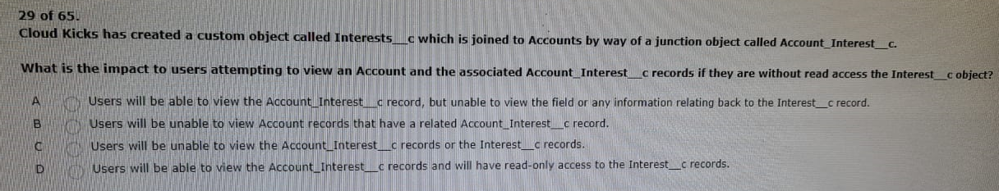 29 of 65.
Cloud Kicks has created a custom object called Interests__c which is joined to Accounts by way of a junction object called Account_Interest__c.
What is the impact to users attempting to view an Account and the associated Account_Interest__c records if they are without read access the Interest__c object?
A Users will be able to view the Account_Interest__c record, but unable to view the field or any information relating back to the Interest__c record.
B Users will be unable to view Account records that have a related Account_Interest__c record.
C Users will be unable to view the Account_Interest__c records or the Interest__c records.
D Users will be able to view the Account_Interest__c records and will have read-only access to the Interest__c records.